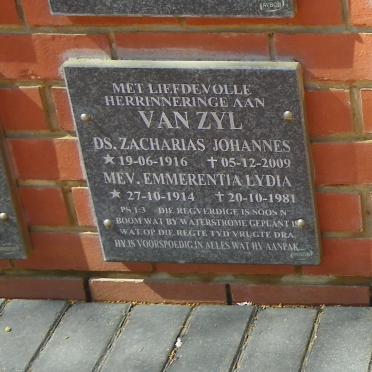 MET LIEFDEVOLLE
HERRINNERINGE AAN
VAN ZYL
DS. ZACHARIAS JOHANNES
★19-06-1916 ✝05-12-2009
MEV. EMMERENTIA LYDIA
★27-10-1914 ✝20-10-1981
PS 1:3 DIE REGVERDIGE IS SOOS N
BOOM WAT BY WATERSTROME GEPLANT IS
WAT OP DIE REGTE TYD VRUGTE DRA.
HY IS VOORSPOEDIG IN ALLES WAT HY AANPAK...